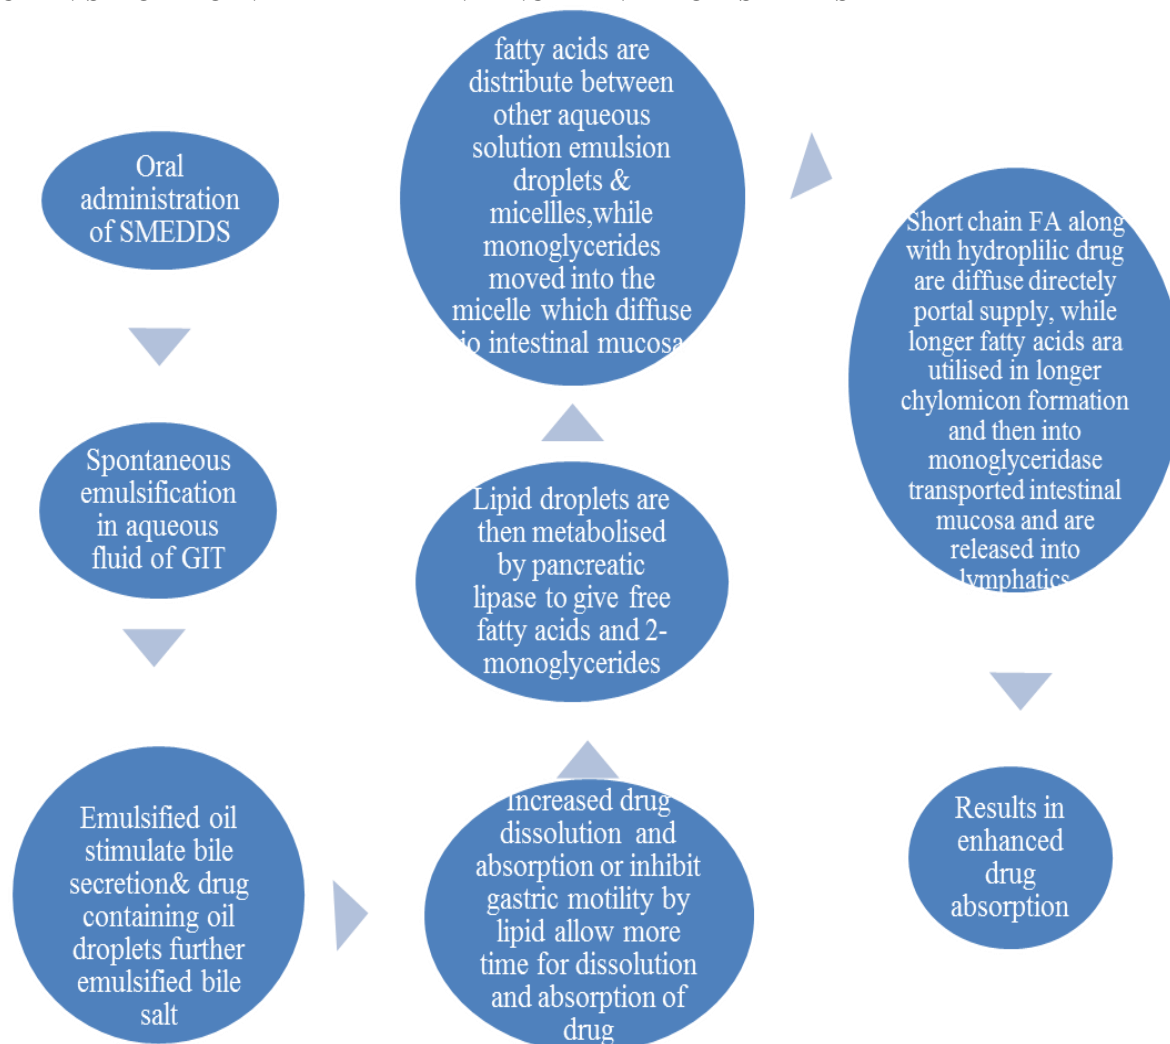 Oral
administration
of SMEDDS
Spontaneous
emulsification
in aqueous
fluid of GIT
Emulsified oil
stimulate bile
secretion& drug
containing oil
droplets further
emulsified bile
salt
Increased drug
dissolution and
absorption or inhibit
gastric motility by
lipid allow more
time for dissolution
and absorption of
drug
Lipid droplets are
then metabolised
by pancreatic
lipase to give free
fatty acids and 2-
monoglycerides
fatty acids are
distribute between
other aqueous
solution emulsion
droplets &
micellles,while
monoglycerides
moved into the
micelle which diffuse
io intestinal mucosa
Short chain FA along
with hydroplilic drug
are diffuse directely
portal supply, while
longer fatty acids ara
utilised in longer
chylomicon formation
and then into
monoglyceridase
transported intestinal
mucosa and are
released into
lymphatics
Results in
enhanced
drug
absorption